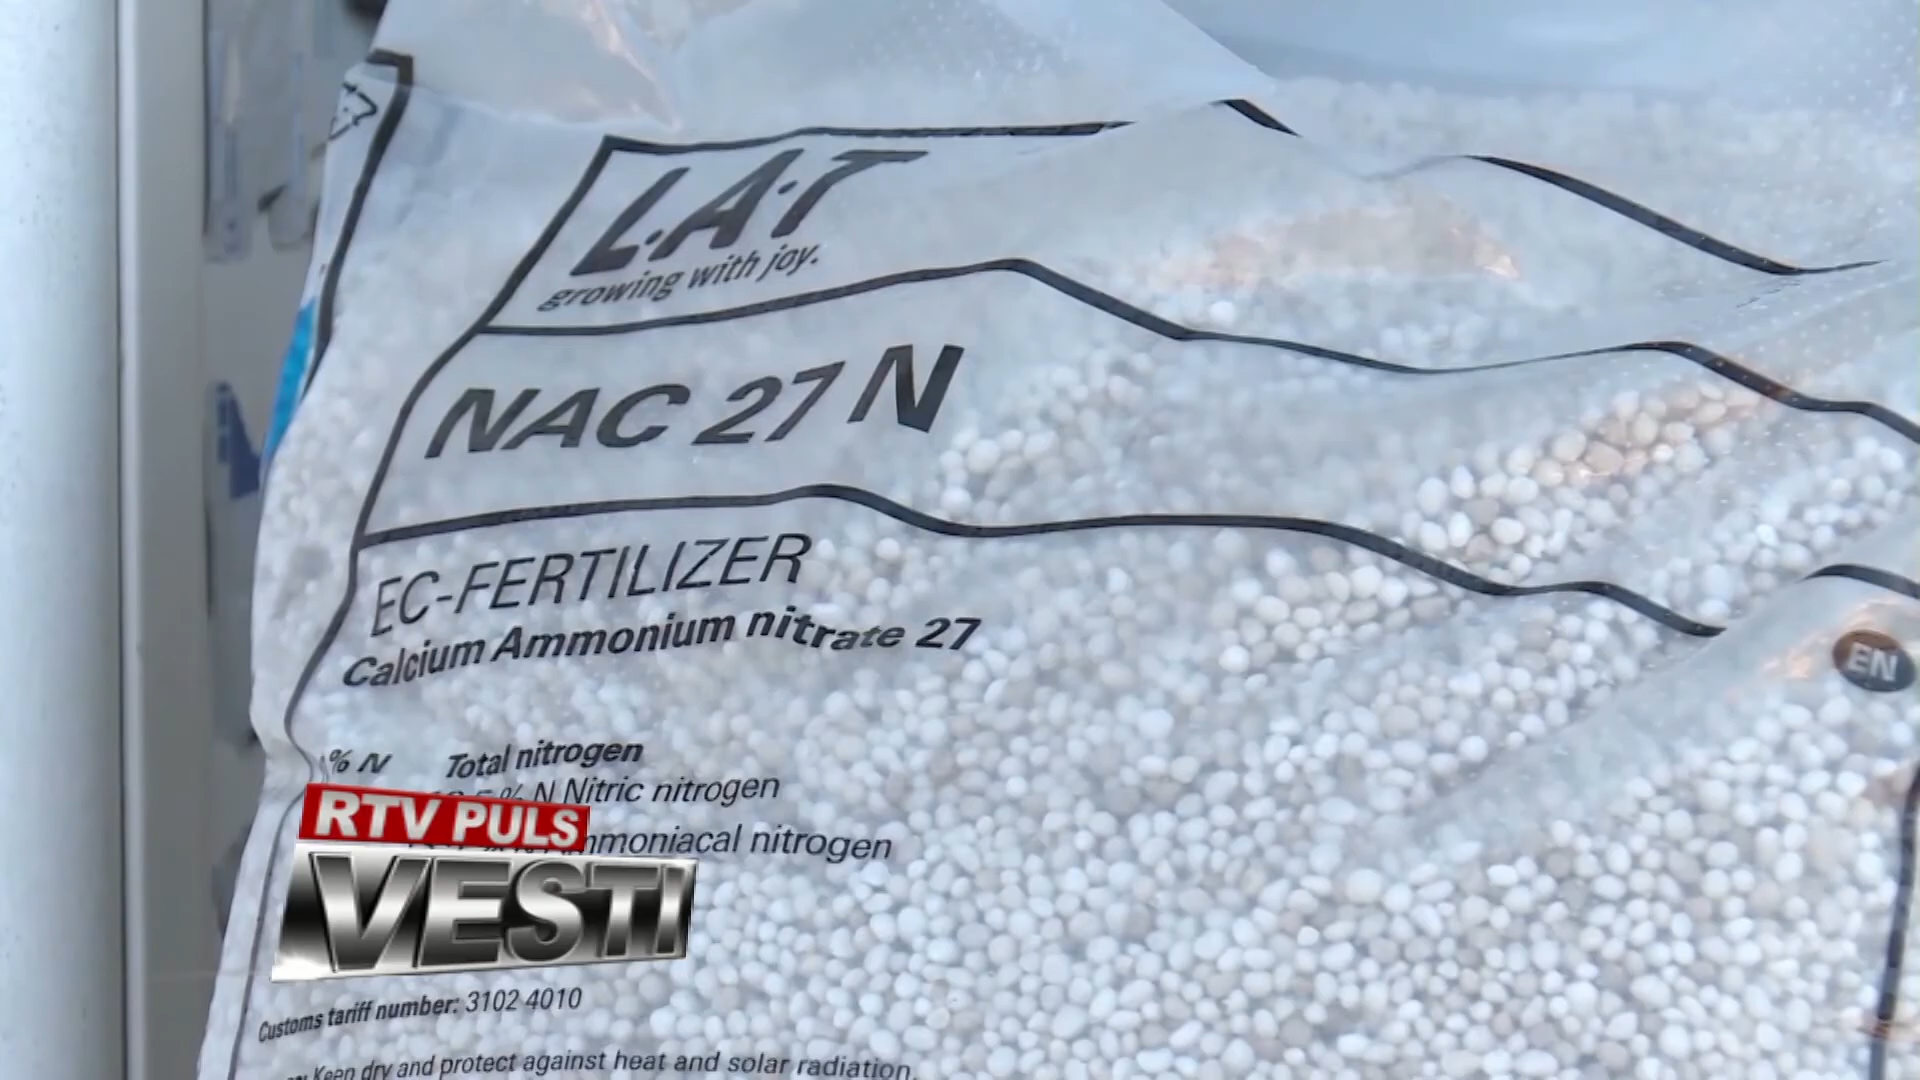 L·A·T
growing with joy.
NAC 27 N
EC-FERTILIZER
Calcium Ammonium nitrate 27
EN
% N Total nitrogen
% N Nitric nitrogen
RTV PULS
mmoniacal nitrogen
VESTI
Customs tariff number: 3102 4010
Keep dry and protect against heat and solar radiation.